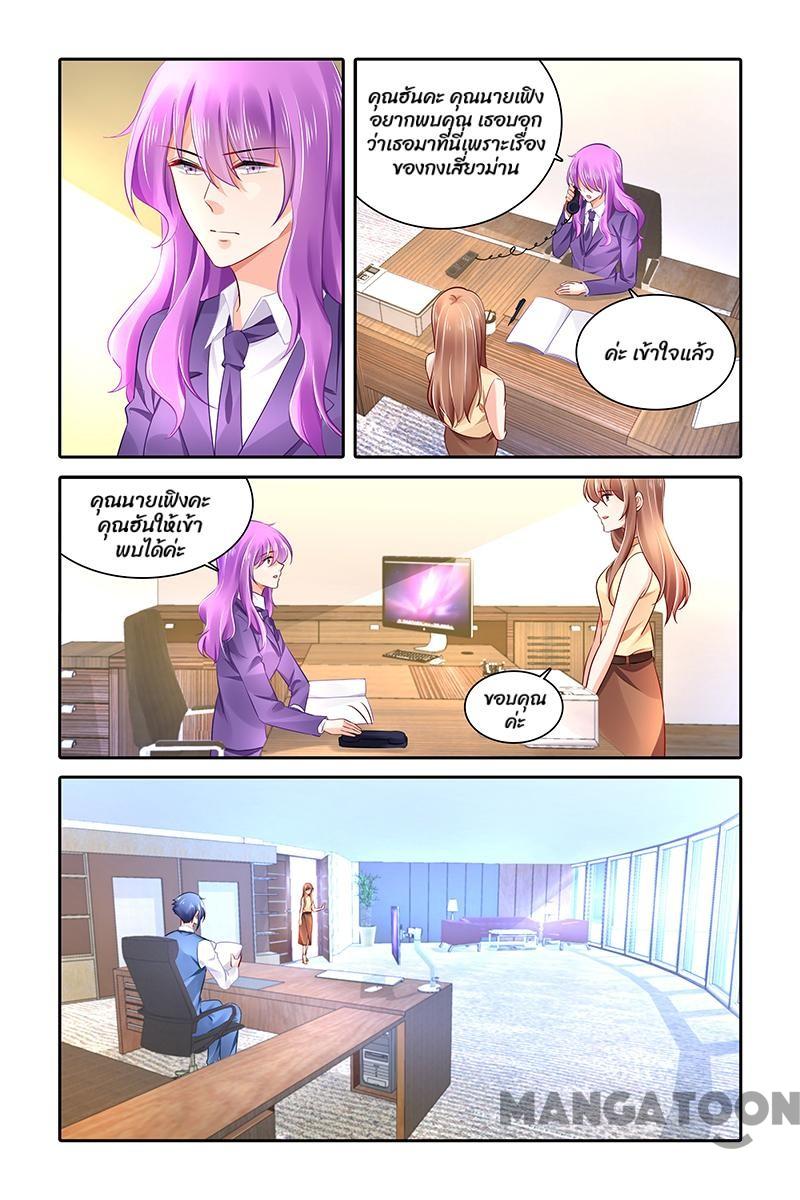 คุณฮันคะ คุณนายเฟิง
อยากพบคุณ เธอบอก
ว่าเธอมาที่นี่เพราะเรื่อง
ของกงเสี่ยวม่าน
ค่ะ เข้าใจแล้ว
คุณนายเฟิงคะ
คุณฮันให้เข้า
พบได้ค่ะ
ขอบคุณ
ค่ะ
MANGATOON